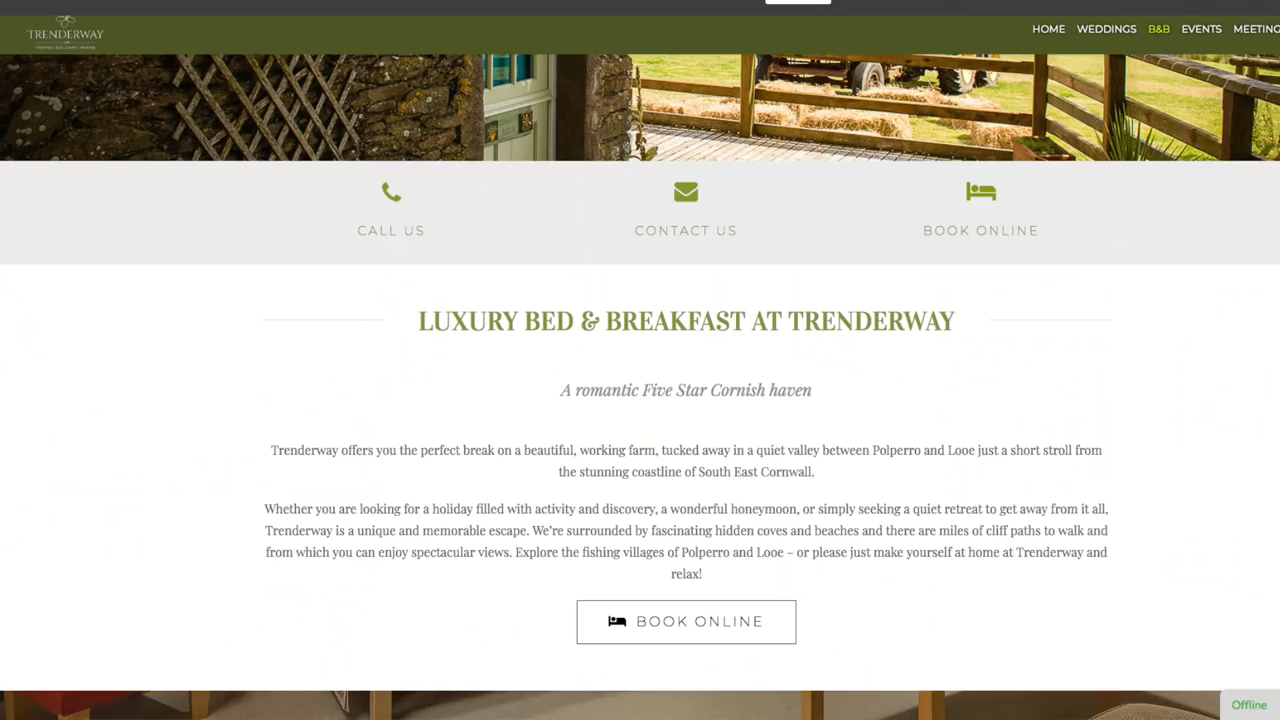 TRENDERWAY
HOME WEDDINGS B&B EVENTS MEETING
CALL US
CONTACT US
BOOK ONLINE
LUXURY BED & BREAKFAST AT TRENDERWAY
A romantic Five Star Cornish haven
Trenderway offers you the perfect break on a beautiful, working farm, tucked away in a quiet valley between Polperro and Looe just a short stroll from
the stunning coastline of South East Cornwall.
Whether you are looking for a holiday filled with activity and discovery, a wonderful honeymoon, or simply seeking a quiet retreat to get away from it all,
Trenderway is a unique and memorable escape. We’re surrounded by fascinating hidden coves and beaches and there are miles of cliff paths to walk and
from which you can enjoy spectacular views. Explore the fishing villages of Polperro and Looe – or please just make yourself at home at Trenderway and
relax!
BOOK ONLINE
Offline